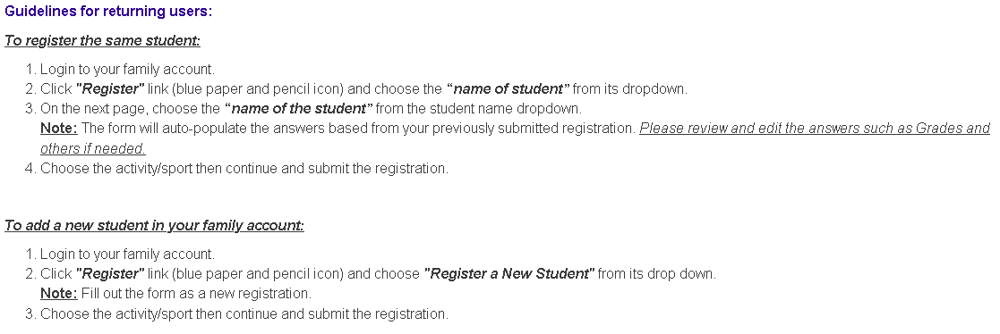 Guidelines for returning users:
To register the same student:
1. Login to your family account.
2. Click "Register" link (blue paper and pencil icon) and choose the “name of student” from its dropdown.
3. On the next page, choose the “name of the student” from the student name dropdown.
Note: The form will auto-populate the answers based from your previously submitted registration. Please review and edit the answers such as Grades and
others if needed.
4. Choose the activity/sport then continue and submit the registration.
To add a new student in your family account:
1. Login to your family account.
2. Click "Register" link (blue paper and pencil icon) and choose "Register a New Student" from its drop down.
Note: Fill out the form as a new registration.
3. Choose the activity/sport then continue and submit the registration.